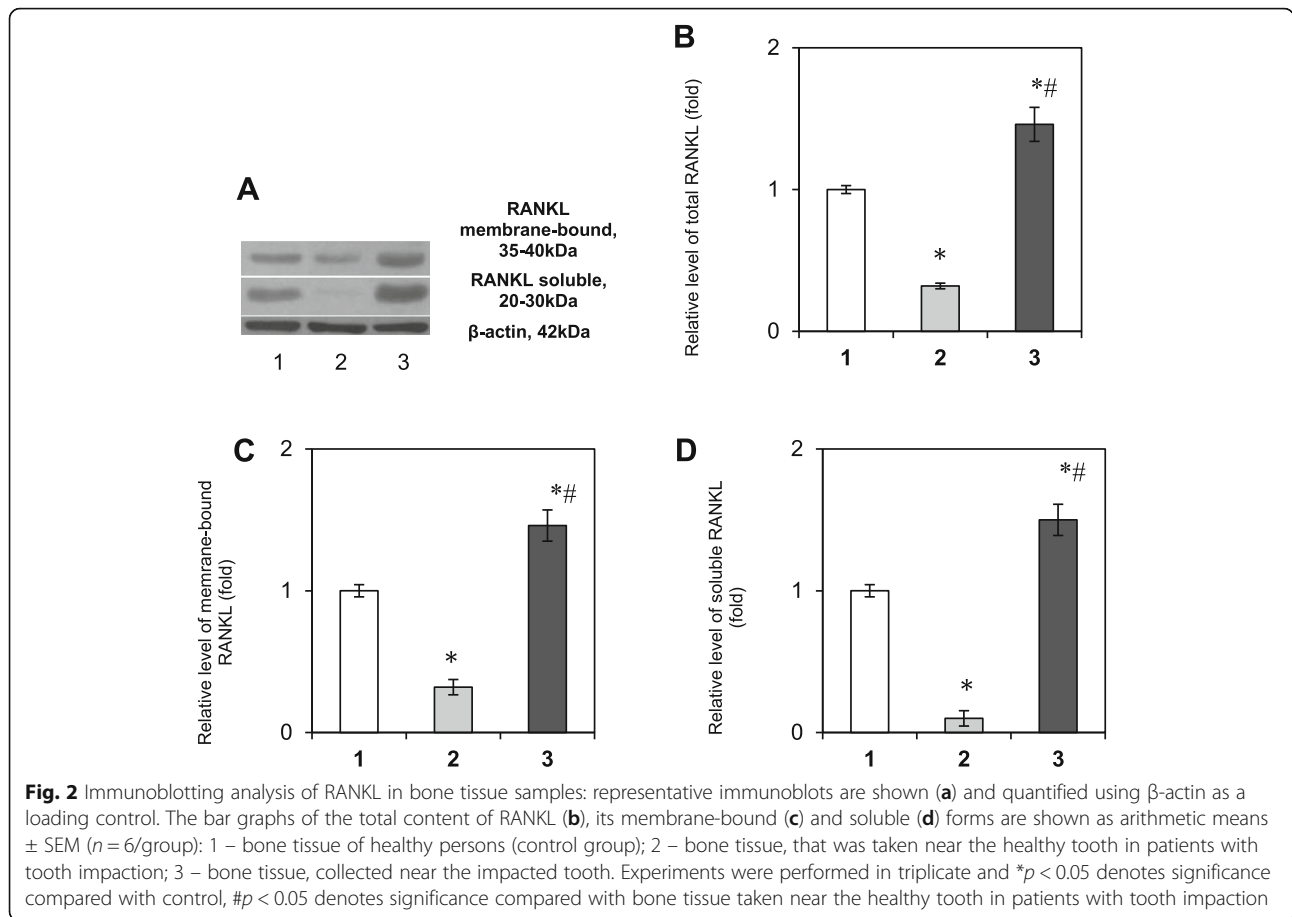 A
RANKL
membrane-bound,
35-40kDa
RANKL soluble,
20-30kDa
β-actin, 42kDa
1 2 3
B
Relative level of total RANKL (fold)
2
1
0
*
*#
1 2 3
C
Relative level of memrane-bound
RANKL (fold)
2
1
0
*
*#
1 2 3
D
Relative level of soluble RANKL
(fold)
2
1
0
*
*#
1 2 3
Fig. 2 Immunoblotting analysis of RANKL in bone tissue samples: representative immunoblots are shown (a) and quantified using β-actin as a
loading control. The bar graphs of the total content of RANKL (b), its membrane-bound (c) and soluble (d) forms are shown as arithmetic means
± SEM (n = 6/group): 1 – bone tissue of healthy persons (control group); 2 – bone tissue, that was taken near the healthy tooth in patients with
tooth impaction; 3 – bone tissue, collected near the impacted tooth. Experiments were performed in triplicate and *p < 0.05 denotes significance
compared with control, #p < 0.05 denotes significance compared with bone tissue taken near the healthy tooth in patients with tooth impaction